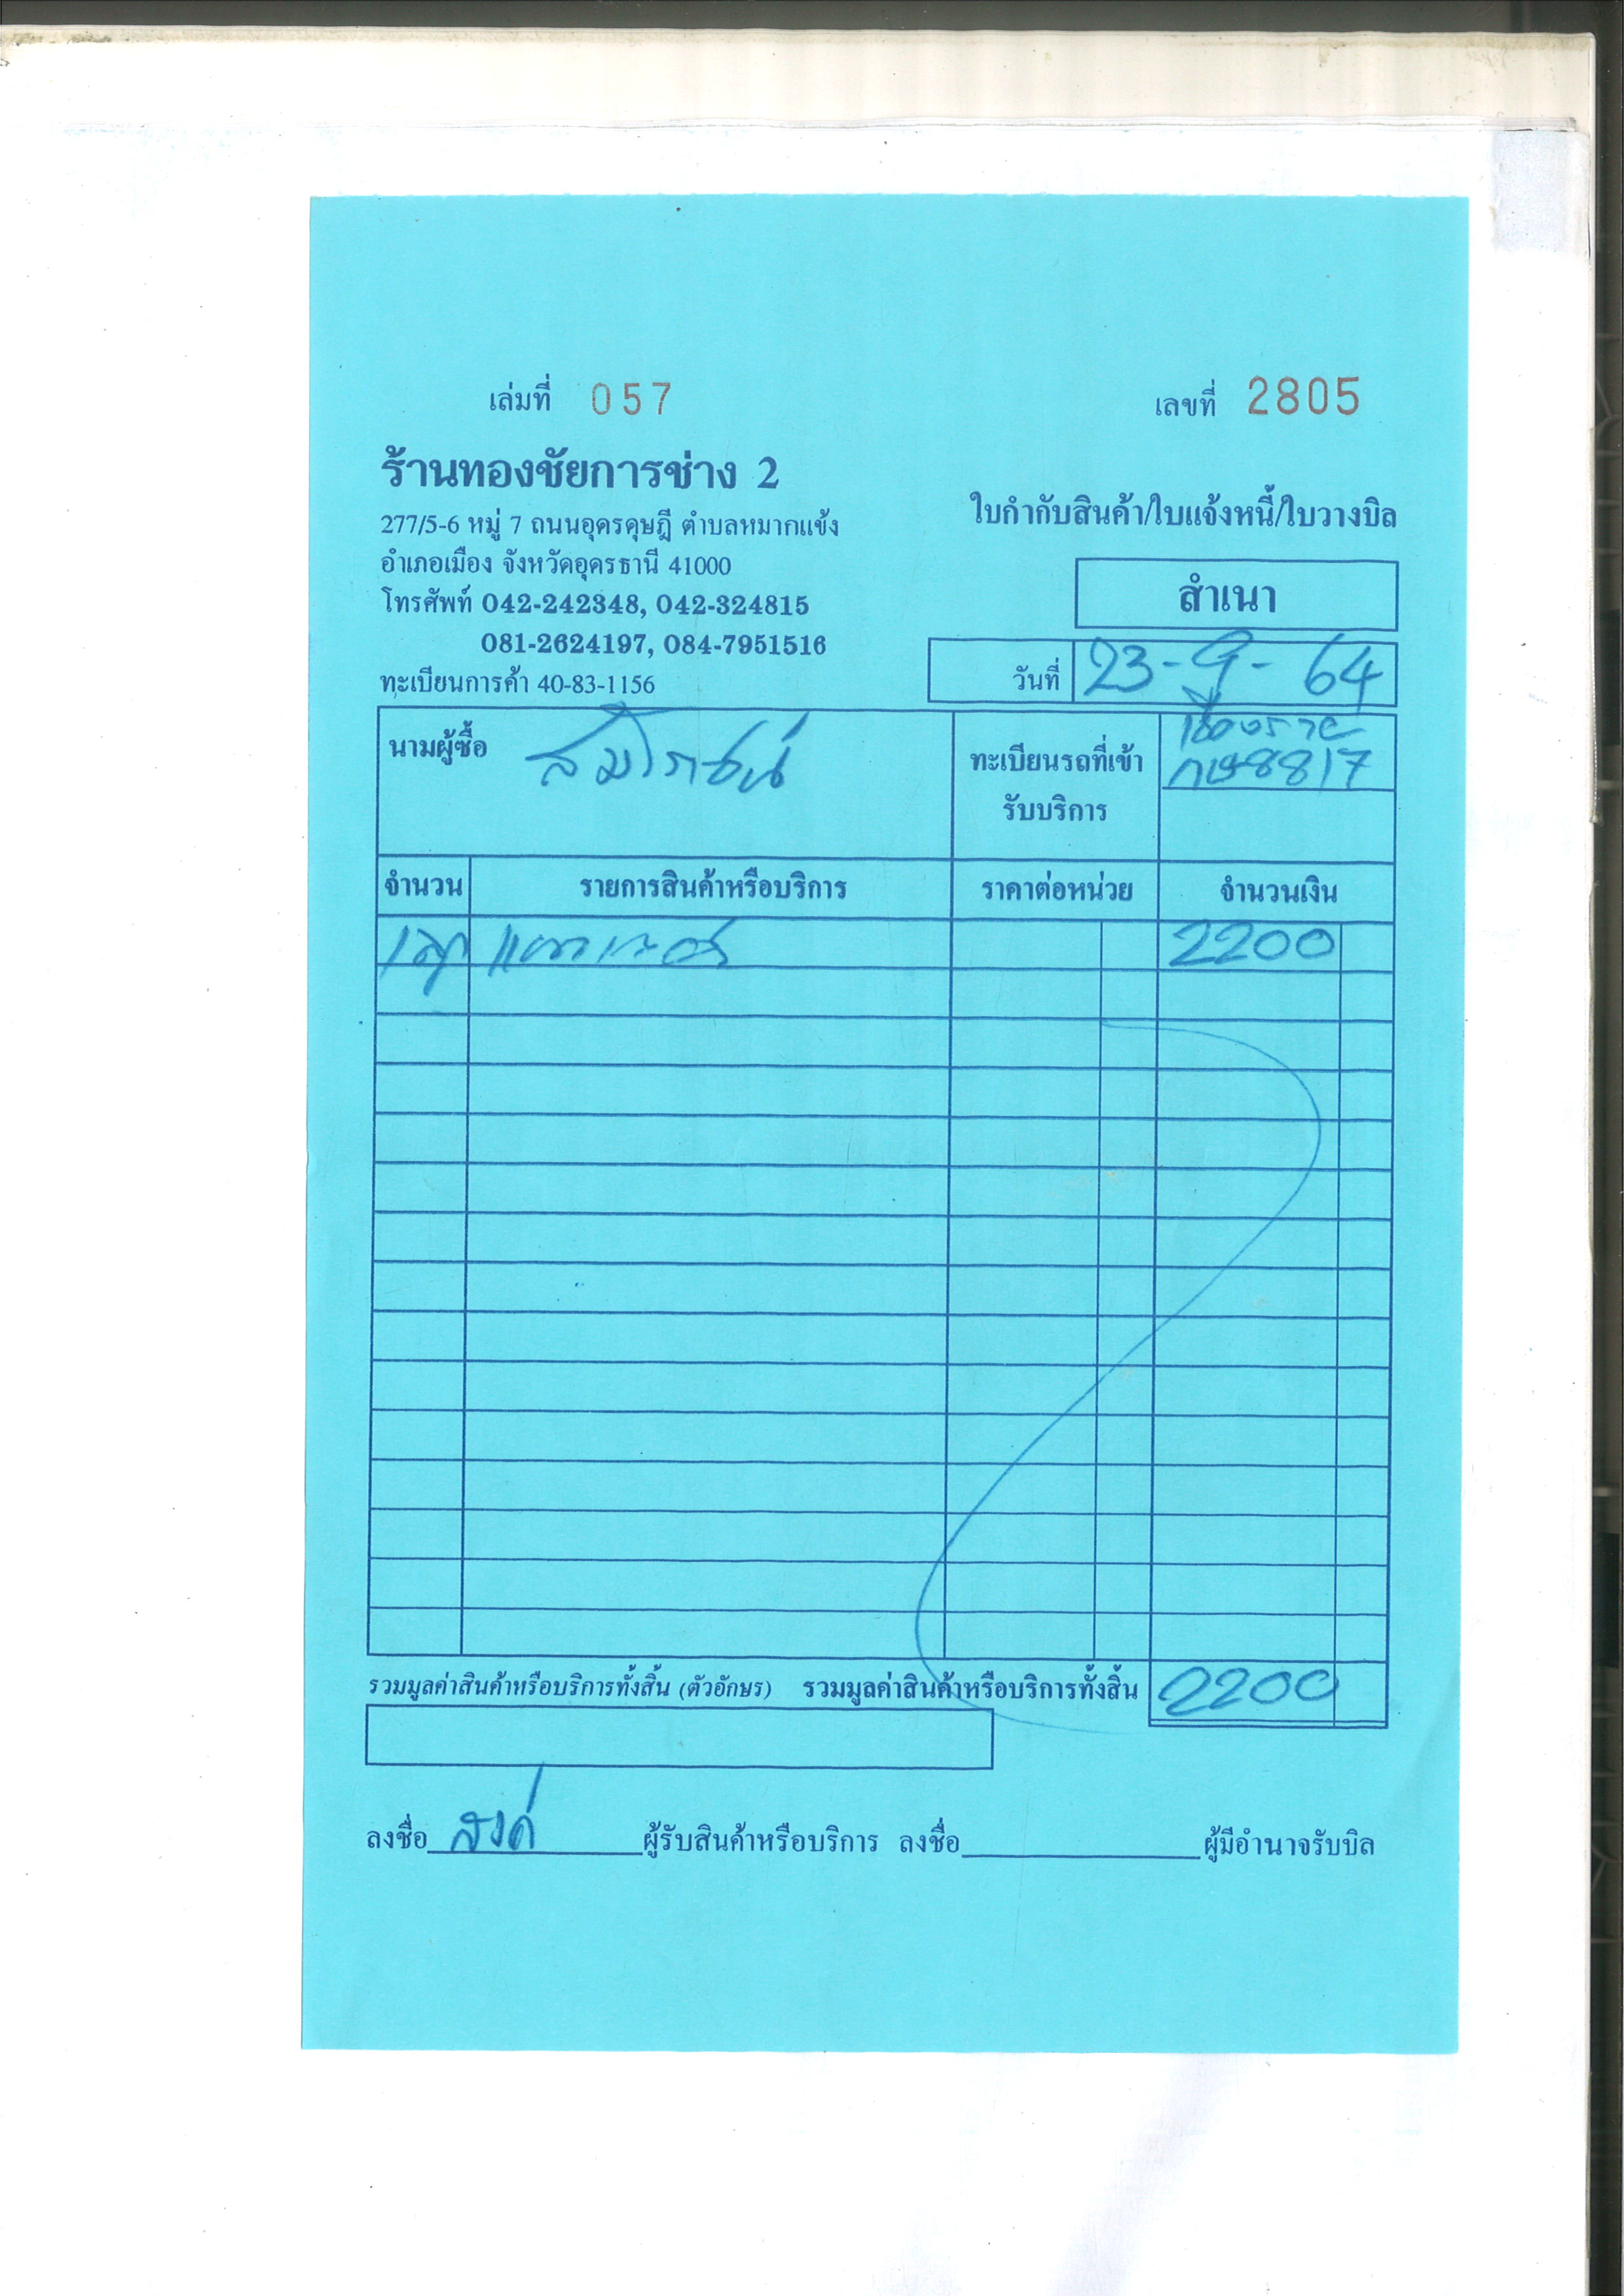 เล่มที่ 057
เลขที่ 2805
ร้านทองชัยการช่าง 2
277/5-6 หมู่ 7 ถนนอุดรดุษฎี ตำบลหมากแข้ง
อำเภอเมือง จังหวัดอุดรธานี 41000
โทรศัพท์ 042-242348, 042-324815
081-2624197, 084-7951516
ทะเบียนการค้า 40-83-1156
ใบกำกับสินค้า/ใบแจ้งหนี้/ใบวางบิล
สำเนา
วันที่ 23-9-64
นามผู้ซื้อ
ทะเบียนรถที่เข้า
รับบริการ
เชียงราย
8817
จำนวน รายการสินค้าหรือบริการ ราคาต่อหน่วย จำนวนเงิน
2200
รวมมูลค่าสินค้าหรือบริการทั้งสิ้น (ตัวอักษร) รวมมูลค่าสินค้าหรือบริการทั้งสิ้น 2200
ลงชื่อ ผู้รับสินค้าหรือบริการ ลงชื่อ ผู้มีอำนาจรับบิล